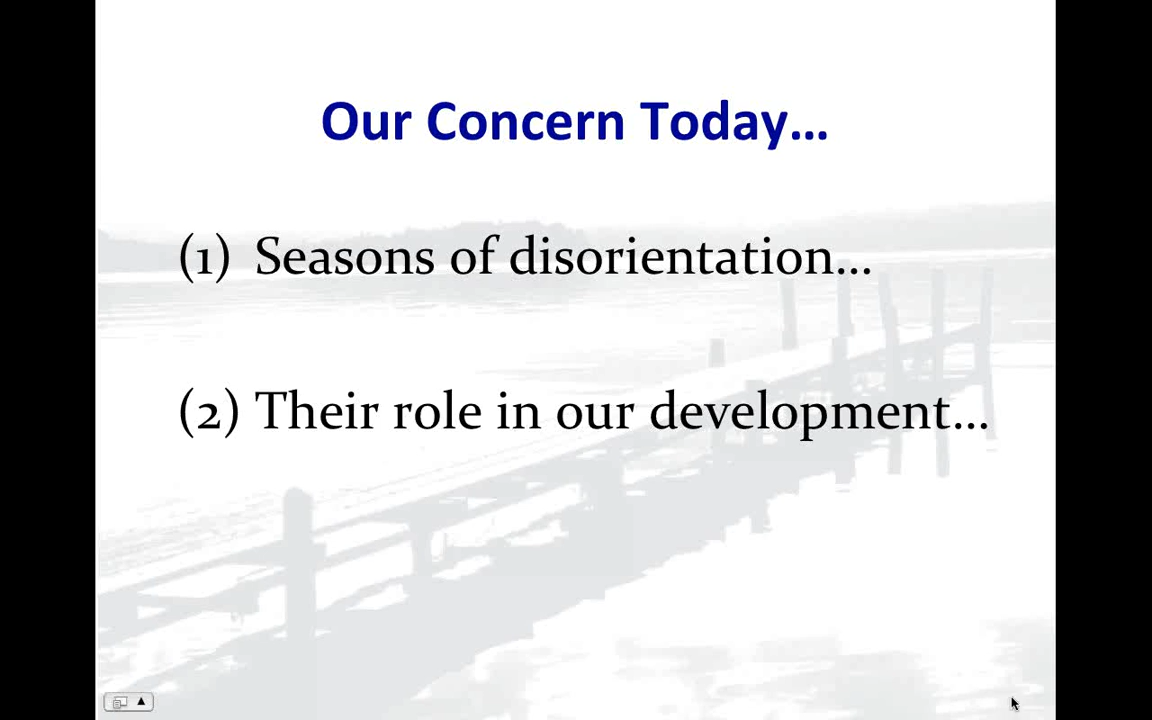 Our Concern Today…
(1) Seasons of disorientation…
(2) Their role in our development…